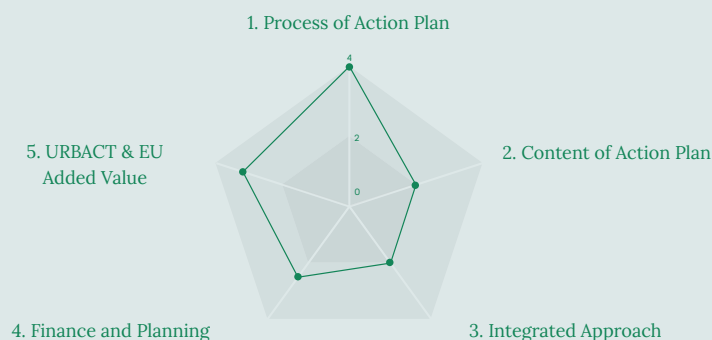 1. Process of Action Plan
4
2
5. URBACT & EU
Added Value
2. Content of Action Plan
0
4. Finance and Planning
3. Integrated Approach